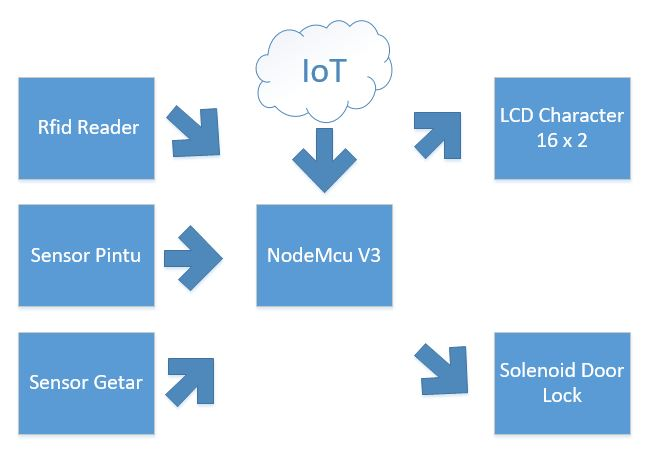 IoT
Rfid Reader
LCD Character
16 x 2
Sensor Pintu
NodeMcu V3
Sensor Getar
Solenoid Door
Lock